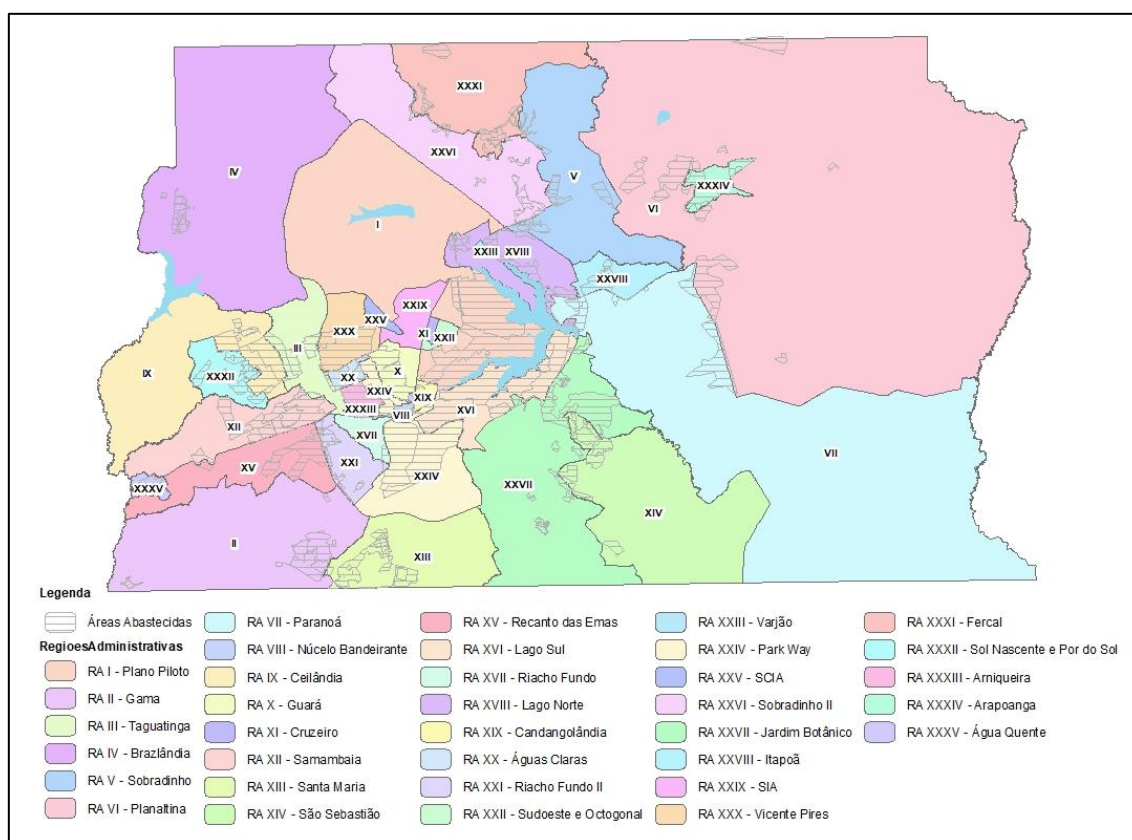 XXXI
XXVI
IV
V
XXXIV
VI
I
XXIII XVIII
XXVIII
XXIX
XXV
XXX
XI
XXII
III
IX
XXXII
XX
X
XXIV
XIX
XXXIII
VIII
XVI
XII
XVII
VII
XV
XXI
XXIV
XXXV
XXVII
XIV
II
XIII
Legenda
Áreas Abastecidas
RegioesAdministrativas
RA I - Plano Piloto
RA II - Gama
RA III - Taguatinga
RA IV - Brazlândia
RA V - Sobradinho
RA VI - Planaltina
RA VII - Paranoá
RA VIII - Núcelo Bandeirante
RA IX - Ceilândia
RA X - Guará
RA XI - Cruzeiro
RA XII - Samambaia
RA XIII - Santa Maria
RA XIV - São Sebastião
RA XV - Recanto das Emas
RA XVI - Lago Sul
RA XVII - Riacho Fundo
RA XVIII - Lago Norte
RA XIX - Candangolândia
RA XX - Águas Claras
RA XXI - Riacho Fundo II
RA XXII - Sudoeste e Octogonal
RA XXIII - Varjão
RA XXIV - Park Way
RA XXV - SCIA
RA XXVI - Sobradinho II
RA XXVII - Jardim Botânico
RA XXVIII - Itapoã
RA XXIX - SIA
RA XXX - Vicente Pires
RA XXXI - Fercal
RA XXXII - Sol Nascente e Por do Sol
RA XXXIII - Arniqueira
RA XXXIV - Arapoanga
RA XXXV - Água Quente